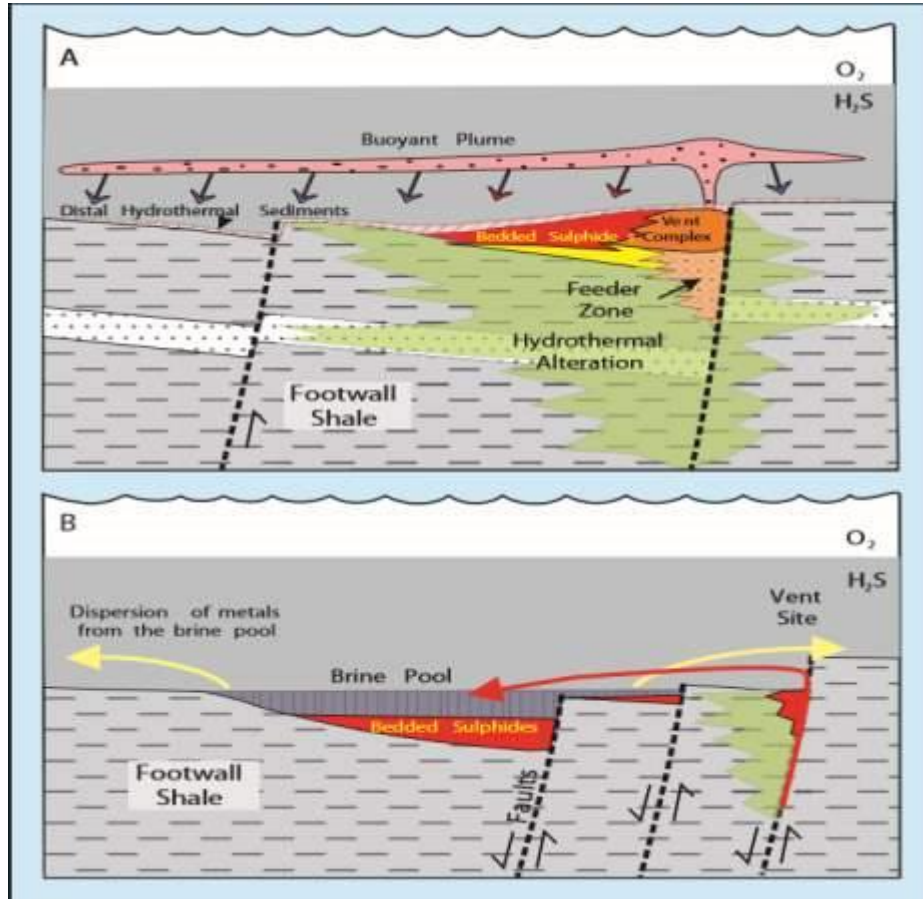 A
O₂
H₂S
Buoyant Plume
Distal Hydrothermal Sediments
Bedded Sulphide
Vent
Complex
Feeder
Zone
Hydrothermal
Alteration
Footwall
Shale
B
O₂
H₂S
Dispersion of metals
from the brine pool
Vent
Site
Brine Pool
Bedded Sulphides
Footwall
Shale
Faults